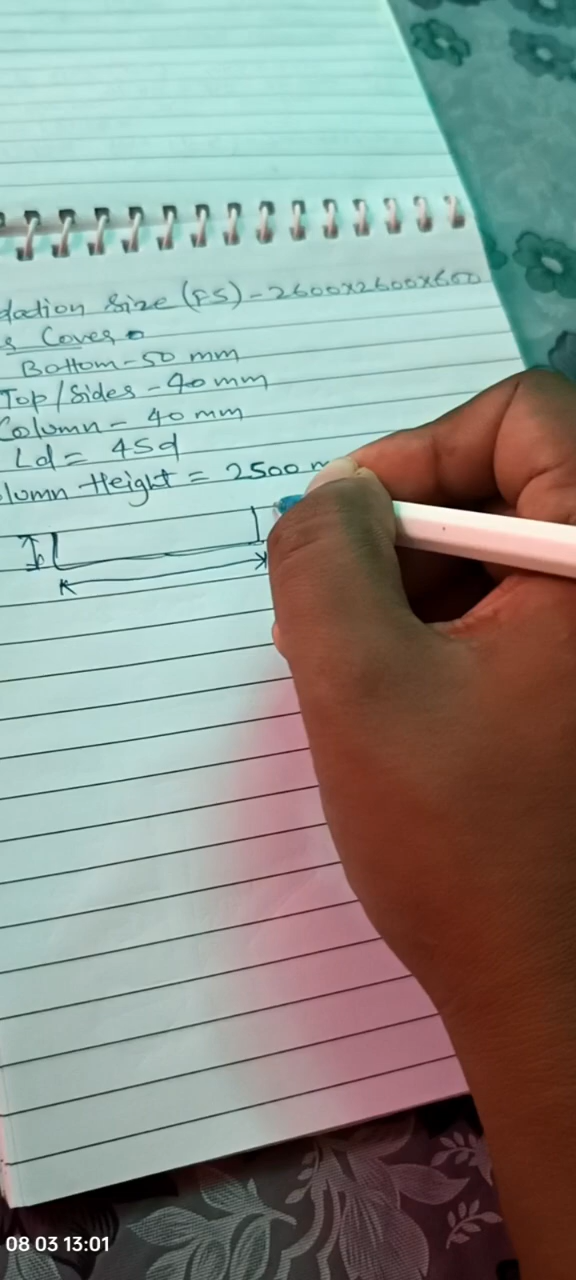 dation Size (FS) - 2600x2600x600
s Cover
Bottom - 50 mm
Top/Sides - 40 mm
Column - 40 mm
Ld = 45d
lumn Height = 2500 m
08 03 13:01